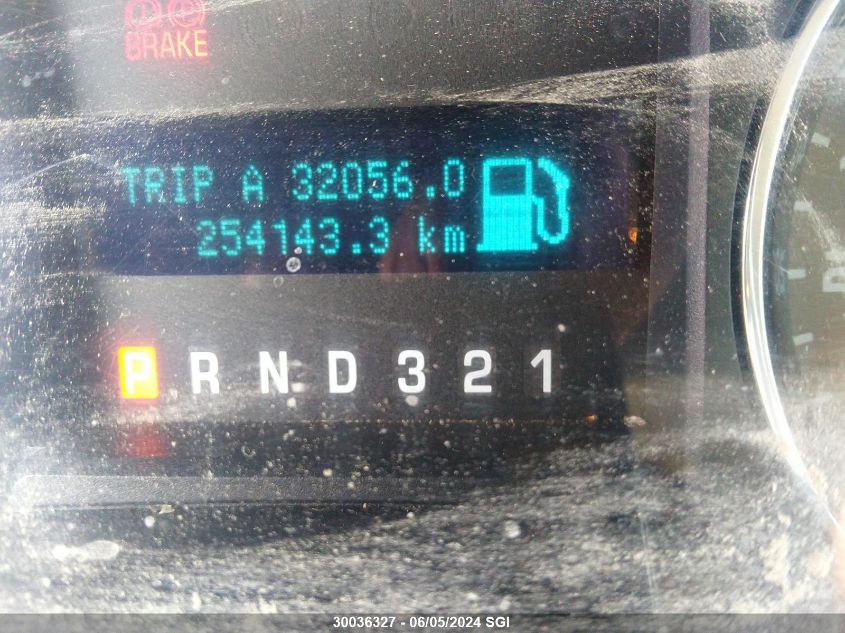 BRAKE
TRIP A 32056.0
254143.3 km
P R N D 3 2 1
30036327 - 06/05/2024 SGI